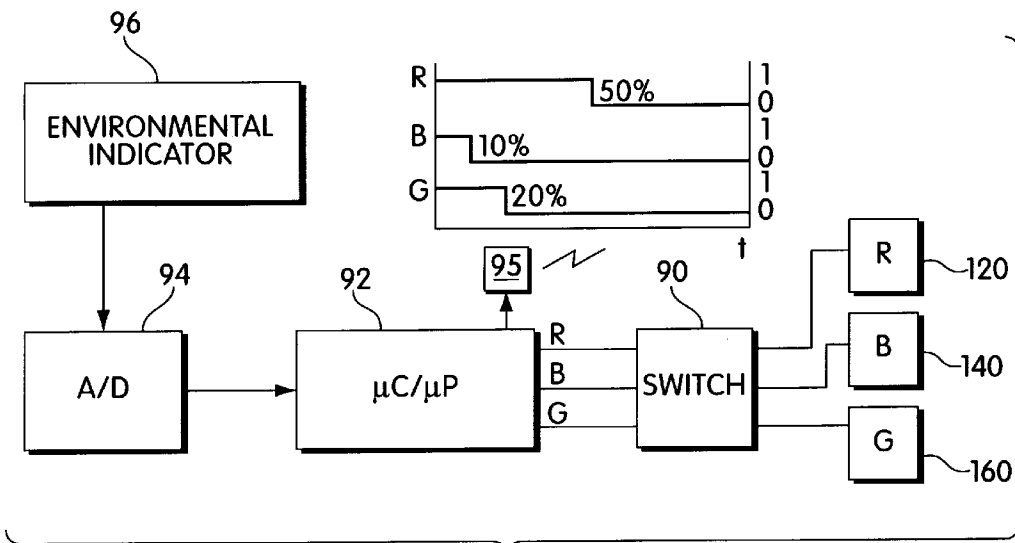 96
ENVIRONMENTAL
INDICATOR
R
50%
1
0
B
10%
1
0
G
20%
1
0
t
95
94
92
90
A/D
μC/μP
R
B
G
SWITCH
R
120
B
140
G
160